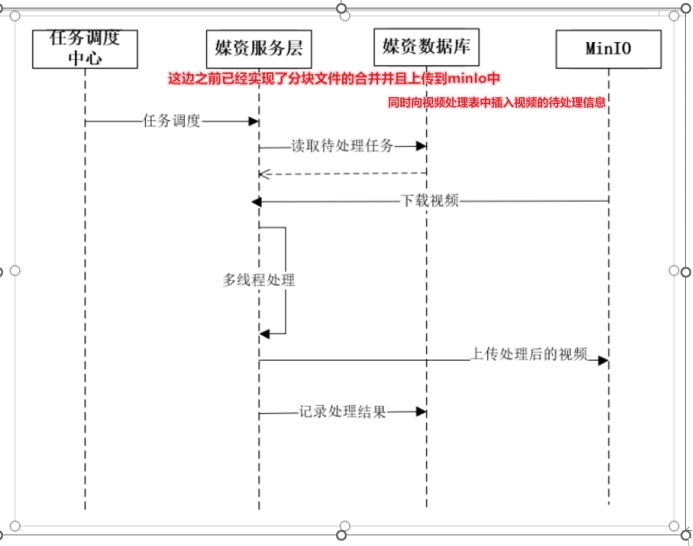 任务调度
中心
媒资服务层
媒资数据库
MinIO
这边之前已经实现了分块文件的合并并且上传到minIo中
同时向视频处理表中插入视频的待处理信息
任务调度
读取待处理任务
下载视频
多线程处理
上传处理后的视频
记录处理结果